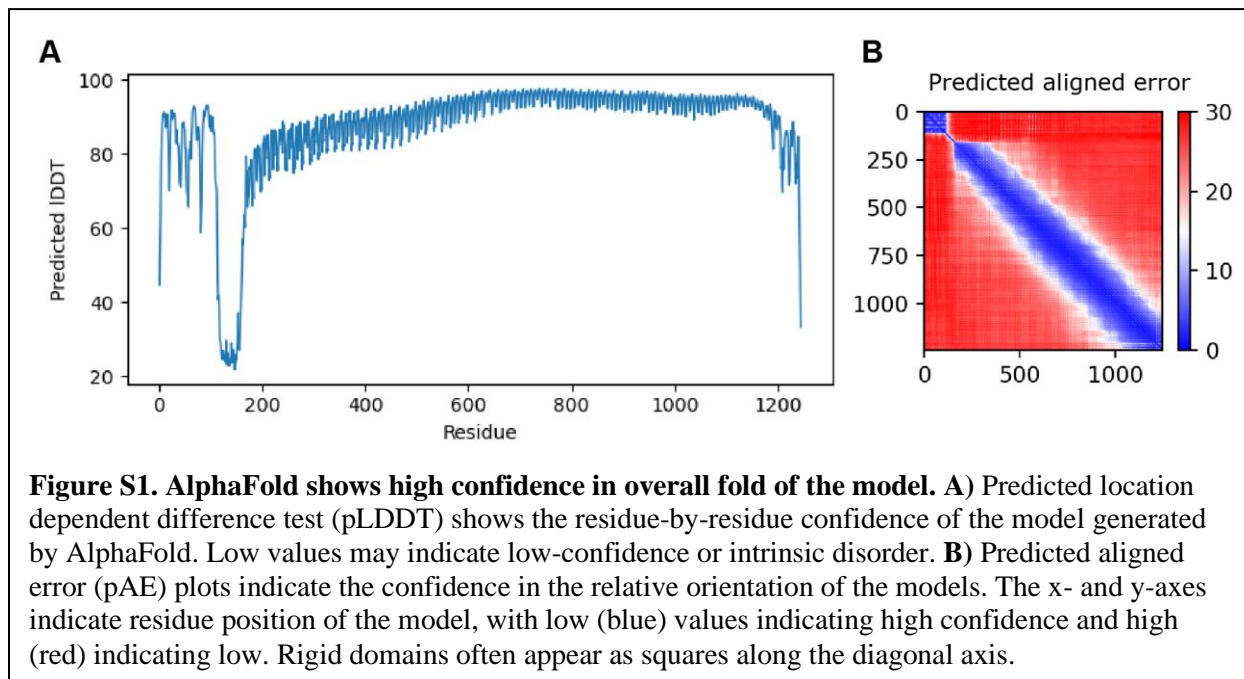 A
B
Predicted aligned error
100
80
60
40
20
Predicted lDDT
0 200 400 600 800 1000 1200
Residue
0
250
500
750
1000
0 500 1000
30
20
10
0
Figure S1. AlphaFold shows high confidence in overall fold of the model. A) Predicted location
dependent difference test (pLDDT) shows the residue-by-residue confidence of the model generated
by AlphaFold. Low values may indicate low-confidence or intrinsic disorder. B) Predicted aligned
error (pAE) plots indicate the confidence in the relative orientation of the models. The x- and y-axes
indicate residue position of the model, with low (blue) values indicating high confidence and high
(red) indicating low. Rigid domains often appear as squares along the diagonal axis.